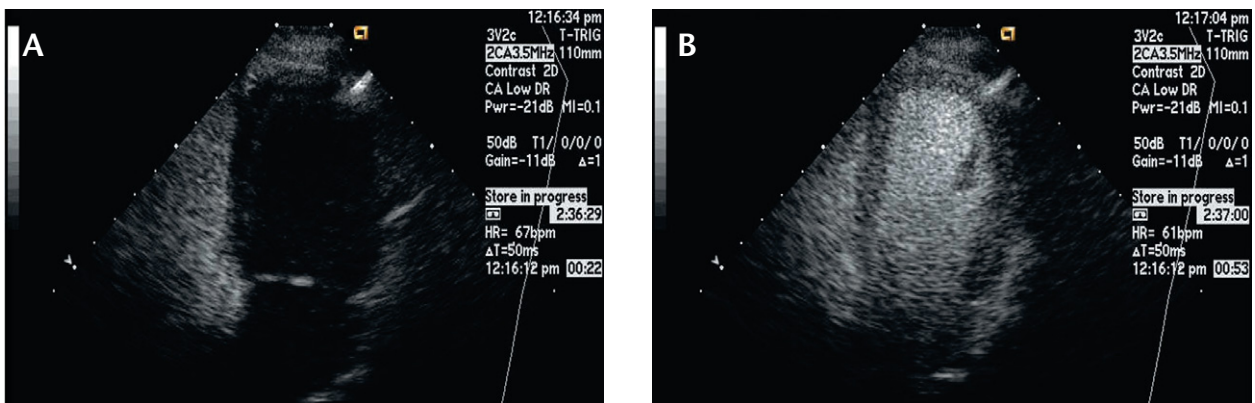 A
12:16:34 pm
3V2c T-TRIG
2CA3.5MHz 110mm
Contrast 2D
CA Low DR
Pwr=-21dB MI=0.1
50dB T1/ 0/0/0
Gain=-11dB Δ=1
Store in progress
2:36:29
HR= 67bpm
ΔT=50ms
12:16:12 pm 00:22
B
12:17:04 pm
3V2c T-TRIG
2CA3.5MHz 110mm
Contrast 2D
CA Low DR
Pwr=-21dB MI=0.1
50dB T1/ 0/0/0
Gain=-11dB Δ=1
Store in progress
2:37:00
HR= 61bpm
ΔT=50ms
12:16:12 pm 00:53